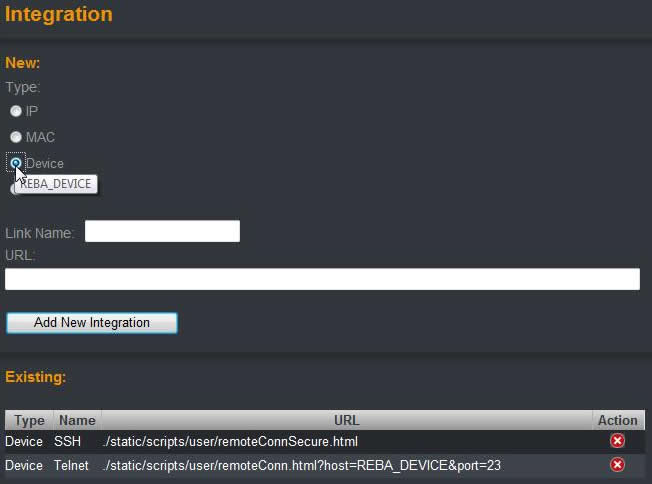 Integration
New:
Type:
IP
MAC
Device
REBA_DEVICE
Link Name:
URL:
Add New Integration
Existing:
Type Name URL Action
Device SSH ./static/scripts/user/remoteConnSecure.html
Device Telnet ./static/scripts/user/remoteConn.html?host=REBA_DEVICE&port=23